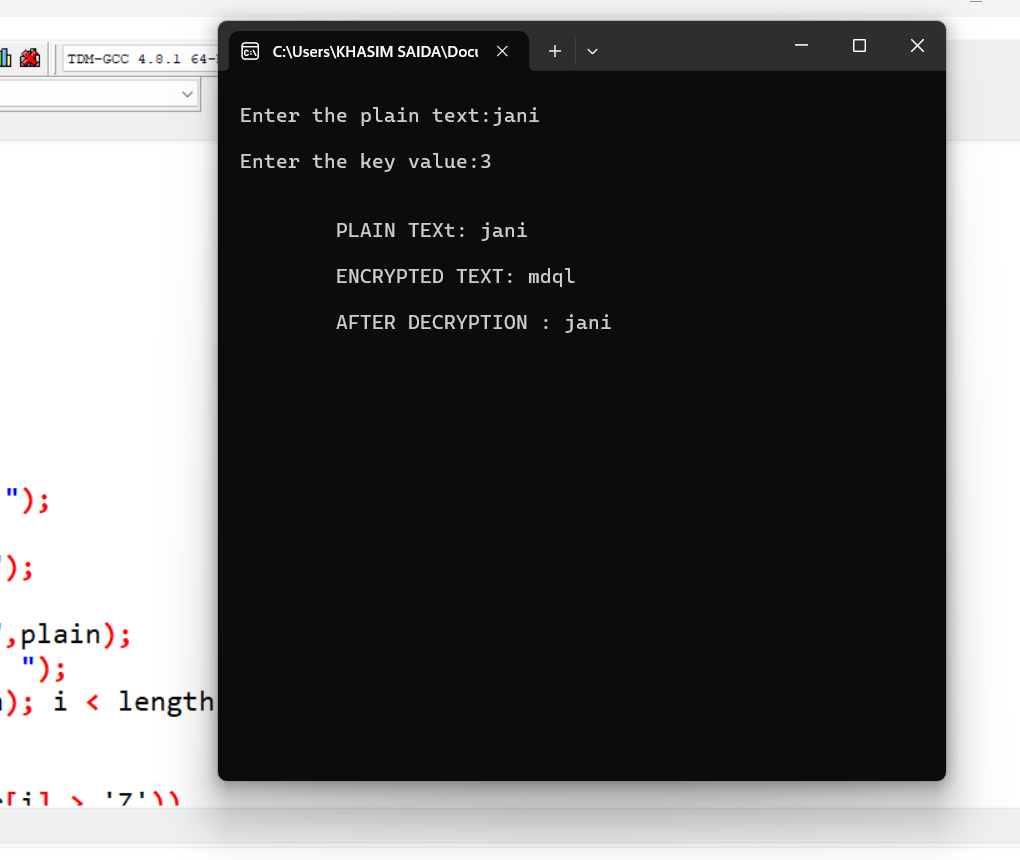 C:\Users\KHASIM SAIDA\Docu
TDM-GCC 4.8.1 64-
Enter the plain text:jani
Enter the key value:3
PLAIN TEXt: jani
ENCRYPTED TEXT: mdql
AFTER DECRYPTION : jani
");
");
",plain);
");
); i < length
[i] > 'Z'))